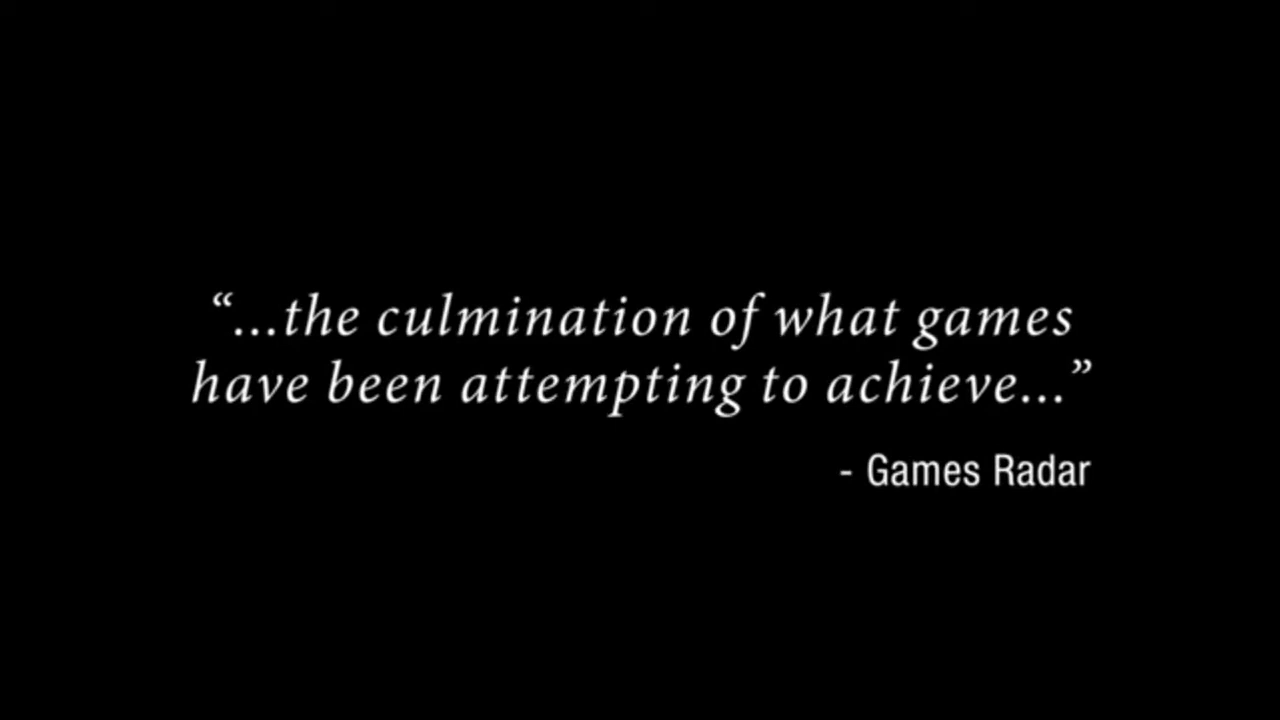 “...the culmination of what games
have been attempting to achieve...”
- Games Radar